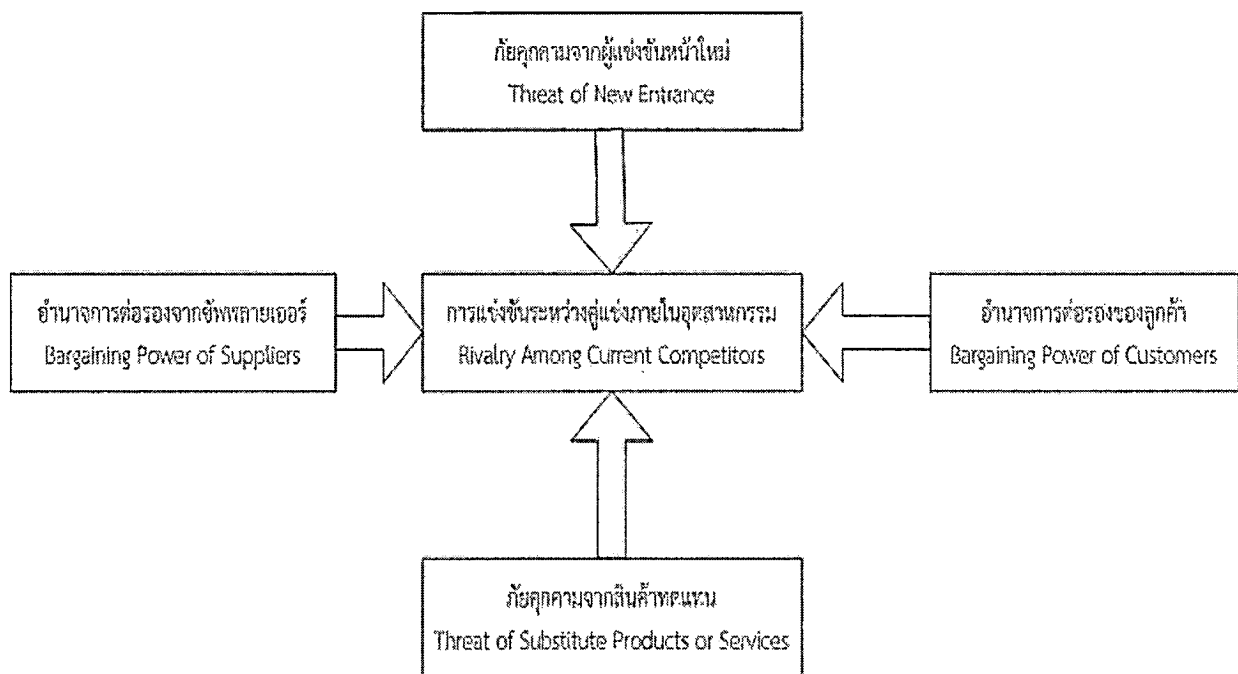 ภัยคุกคามจากผู้แข่งขันหน้าใหม่
Threat of New Entrance
อำนาจการต่อรองจากซัพพลายเออร์
Bargaining Power of Suppliers
การแข่งขันระหว่างคู่แข่งภายในอุตสาหกรรม
Rivalry Among Current Competitors
อำนาจการต่อรองของลูกค้า
Bargaining Power of Customers
ภัยคุกคามจากสินค้าทดแทน
Threat of Substitute Products or Services